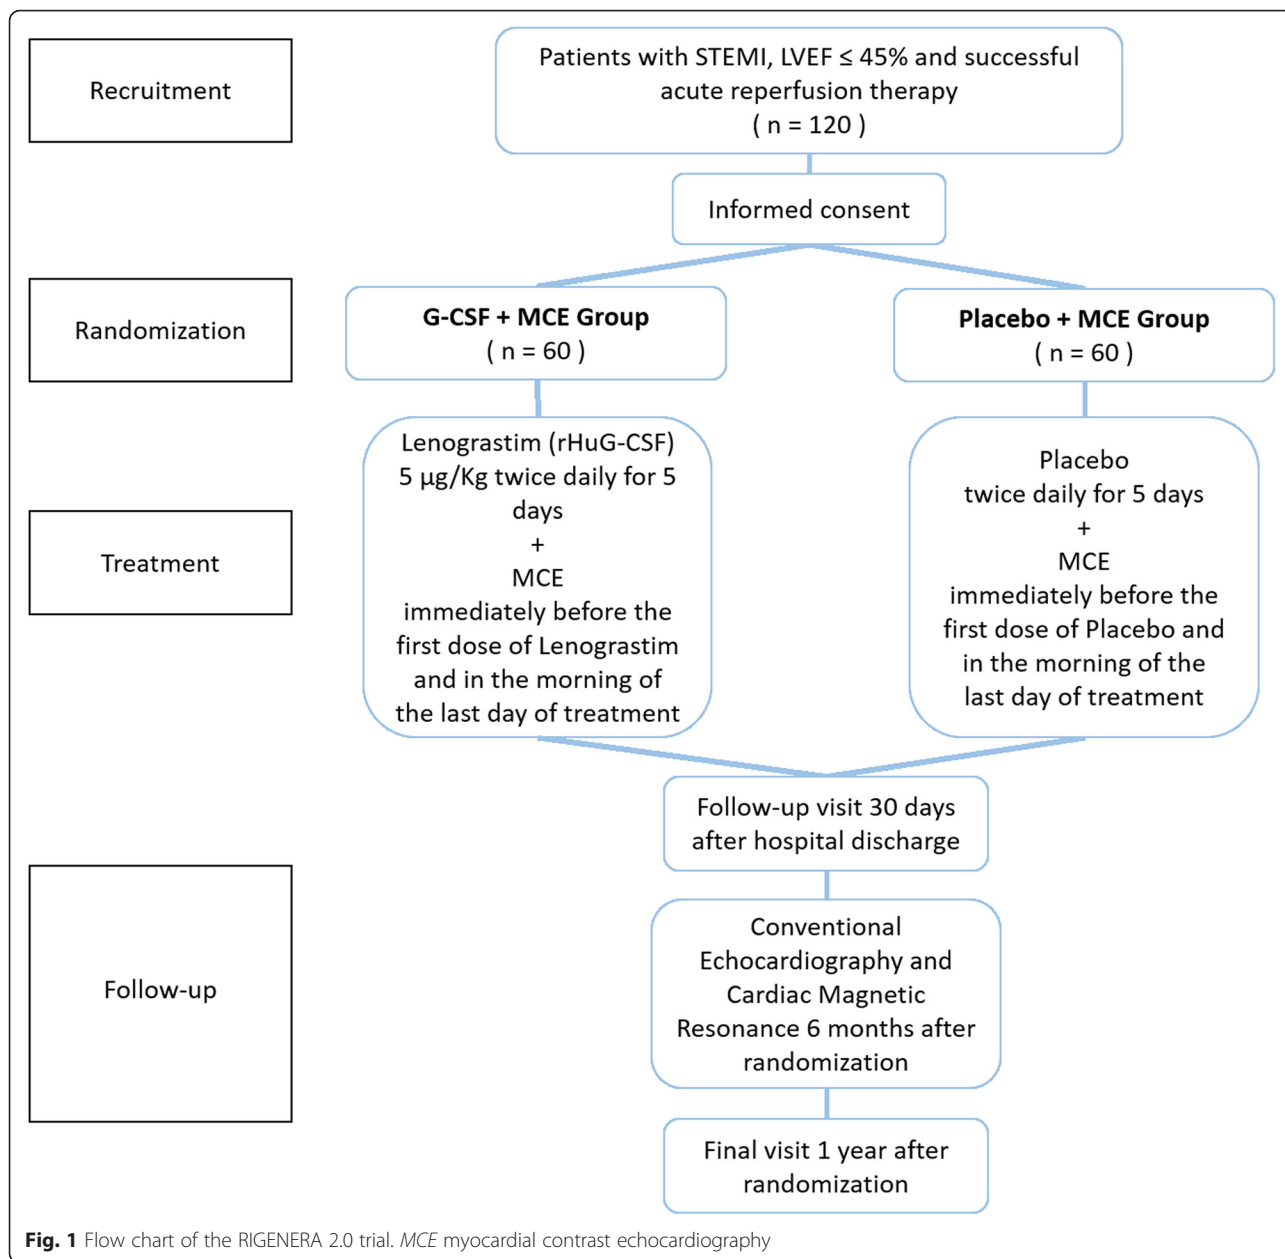 Recruitment
Patients with STEMI, LVEF ≤ 45% and successful
acute reperfusion therapy
( n = 120 )
Informed consent
Randomization
G-CSF + MCE Group
( n = 60 )
Placebo + MCE Group
( n = 60 )
Treatment
Lenograstim (rHuG-CSF)
5 µg/Kg twice daily for 5
days
+
MCE
immediately before the
first dose of Lenograstim
and in the morning of
the last day of treatment
Placebo
twice daily for 5 days
+
MCE
immediately before the
first dose of Placebo and
in the morning of the
last day of treatment
Follow-up
Follow-up visit 30 days
after hospital discharge
Conventional
Echocardiography and
Cardiac Magnetic
Resonance 6 months after
randomization
Final visit 1 year after
randomization
Fig. 1 Flow chart of the RIGENERA 2.0 trial. MCE myocardial contrast echocardiography